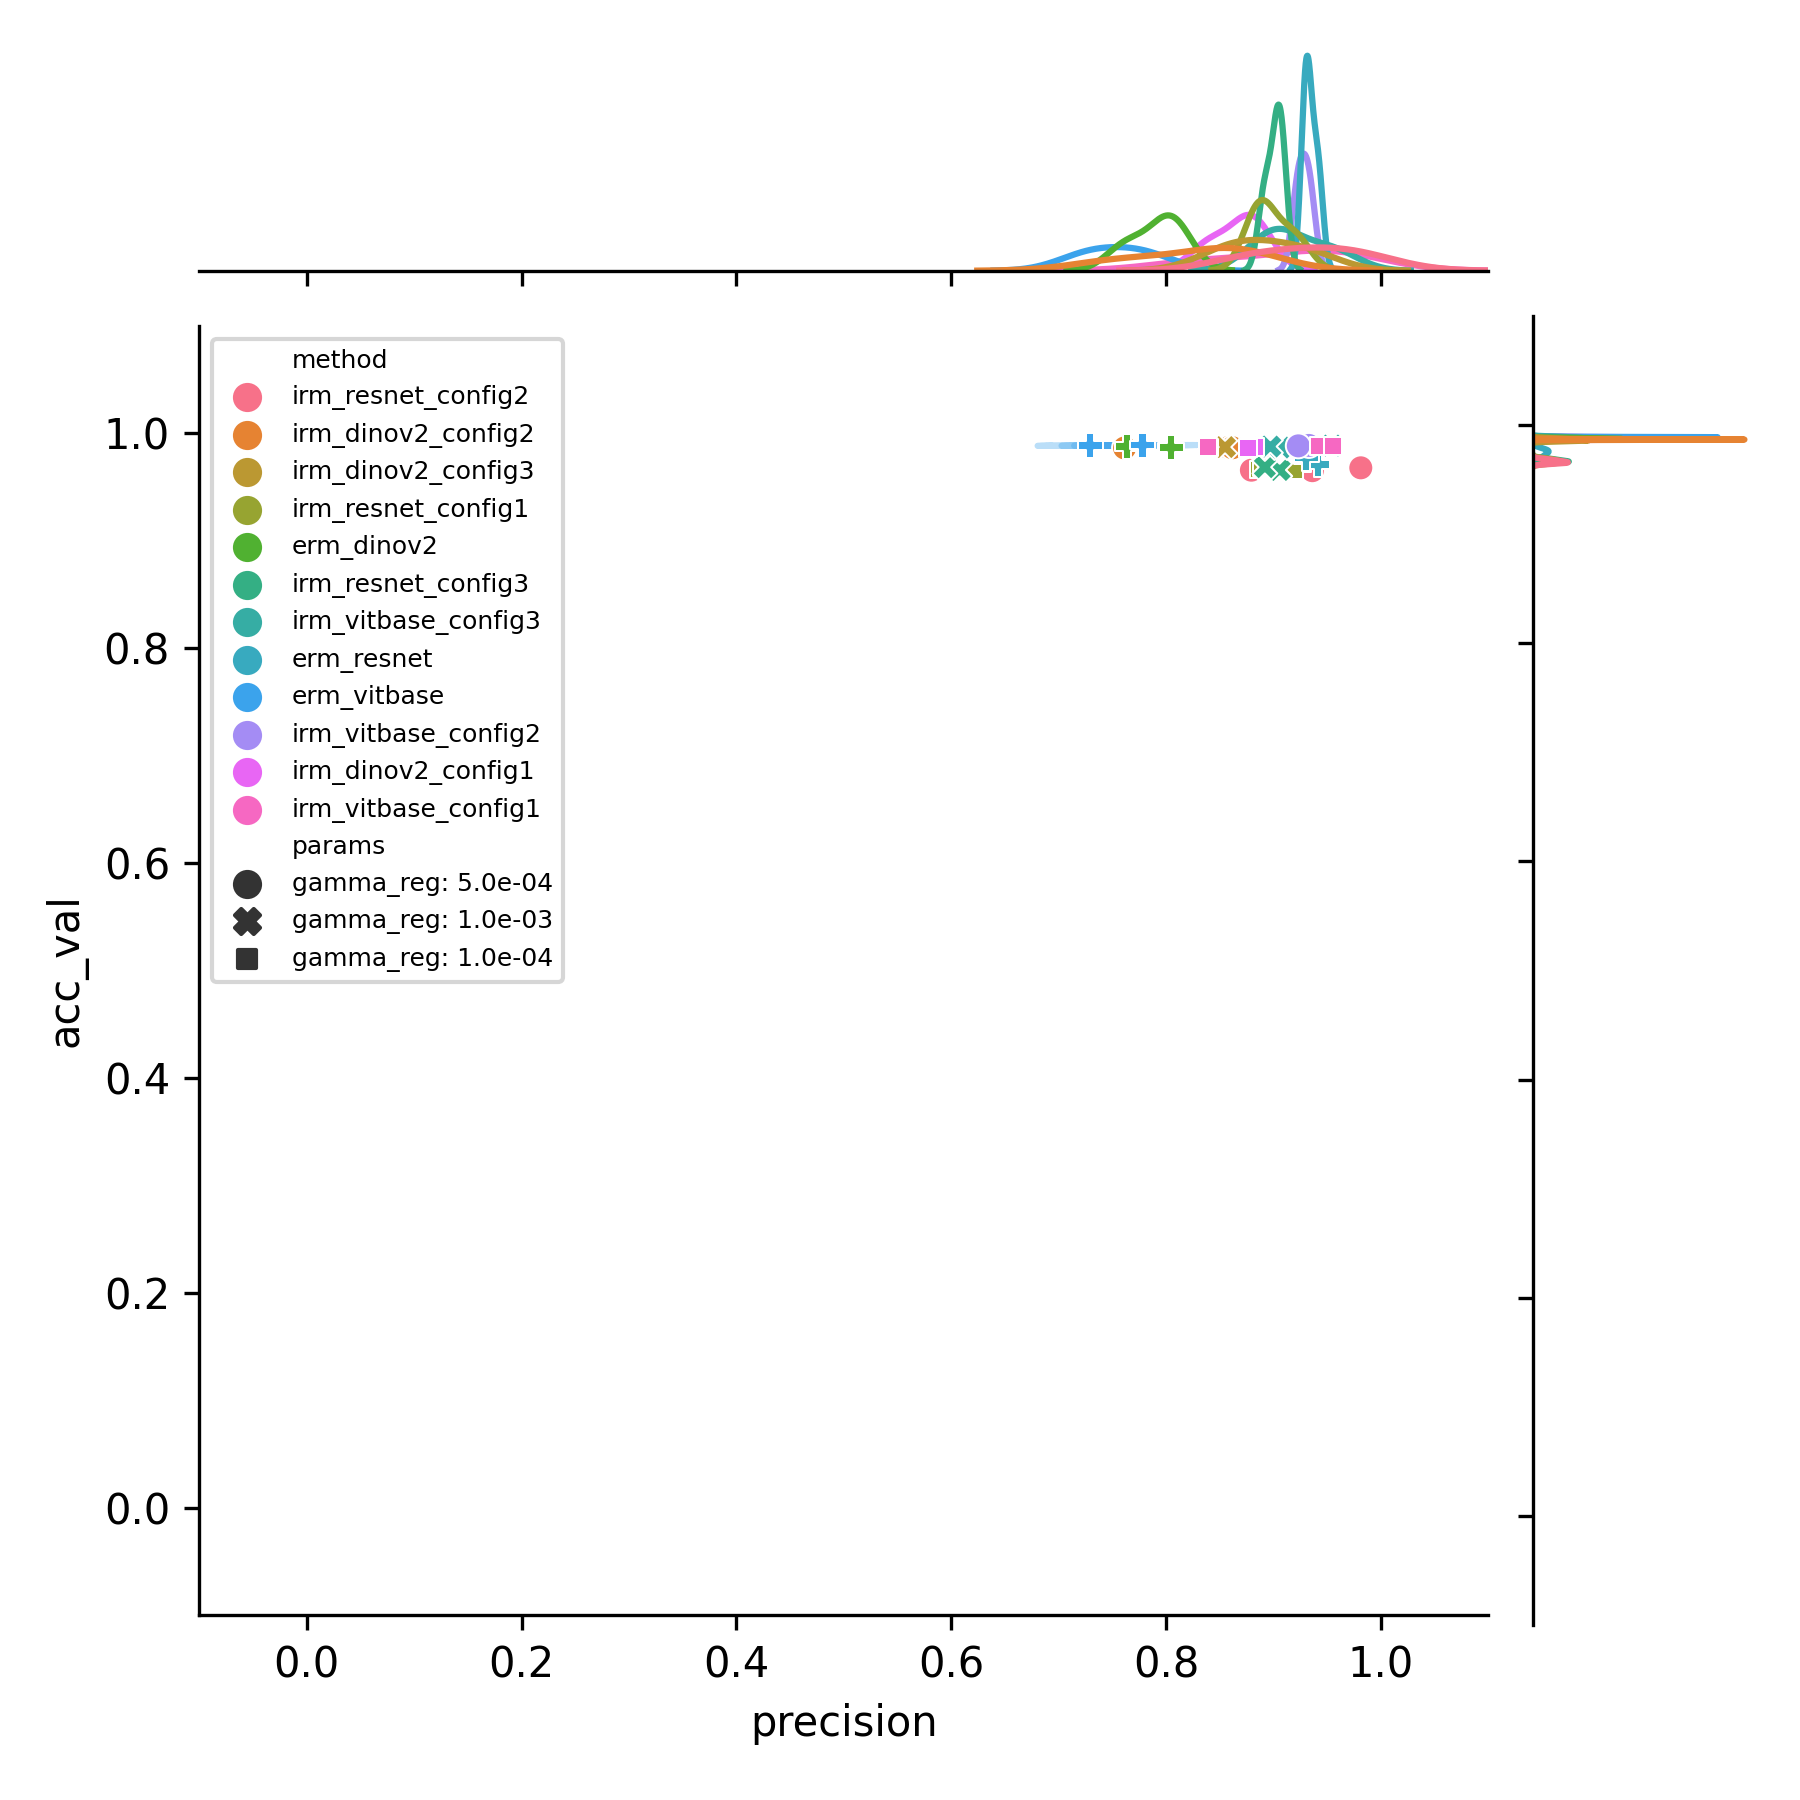 method
irm_resnet_config2
irm_dinov2_config2
irm_dinov2_config3
irm_resnet_config1
erm_dinov2
irm_resnet_config3
irm_vitbase_config3
erm_resnet
erm_vitbase
irm_vitbase_config2
irm_dinov2_config1
irm_vitbase_config1
params
gamma_reg: 5.0e-04
gamma_reg: 1.0e-03
gamma_reg: 1.0e-04
acc_val
1.0
0.8
0.6
0.4
0.2
0.0
0.0 0.2 0.4 0.6 0.8 1.0
precision